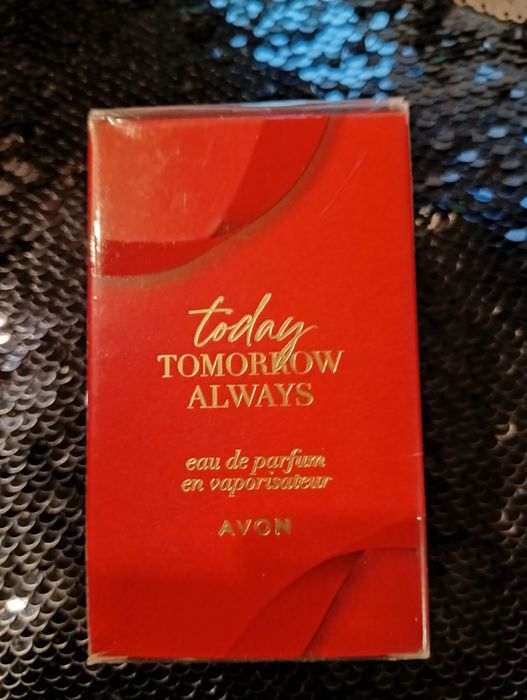 today
TOMORROW
ALWAYS
eau de parfum
en vaporisateur
AVON